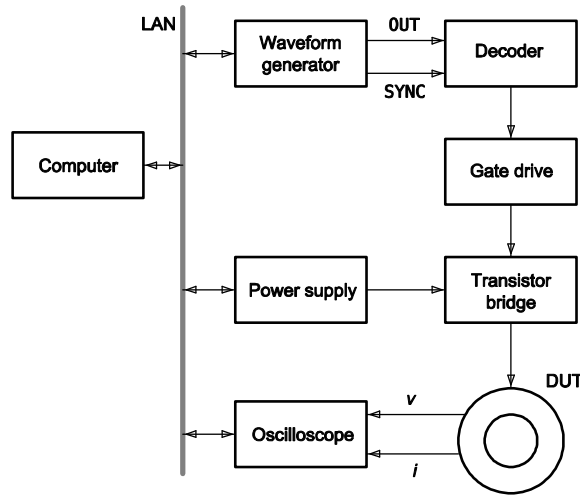 LAN
Waveform
generator
OUT
SYNC
Decoder
Computer
Gate drive
Power supply
Transistor
bridge
DUT
Oscilloscope
v
i